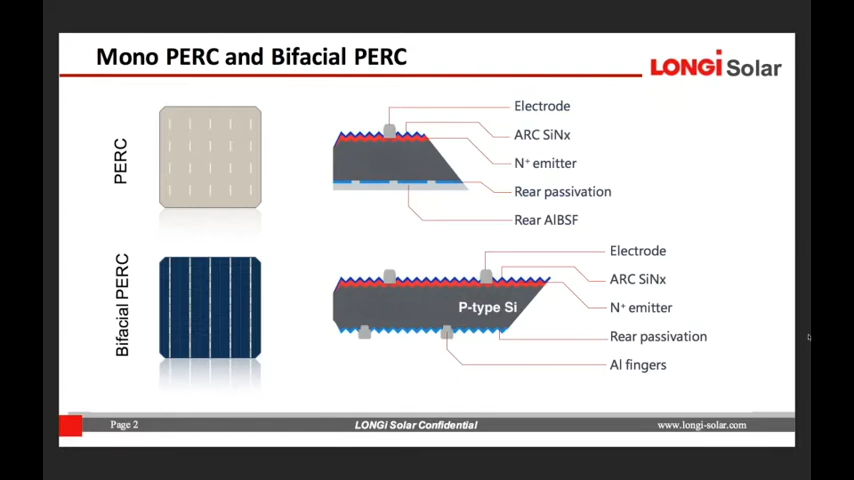 Mono PERC and Bifacial PERC
LONGi Solar
PERC
Electrode
ARC SiNx
N+ emitter
Rear passivation
Rear AlBSF
Bifacial PERC
P-type Si
Electrode
ARC SiNx
N+ emitter
Rear passivation
Al fingers
Page 2
LONGi Solar Confidential
www.longi-solar.com